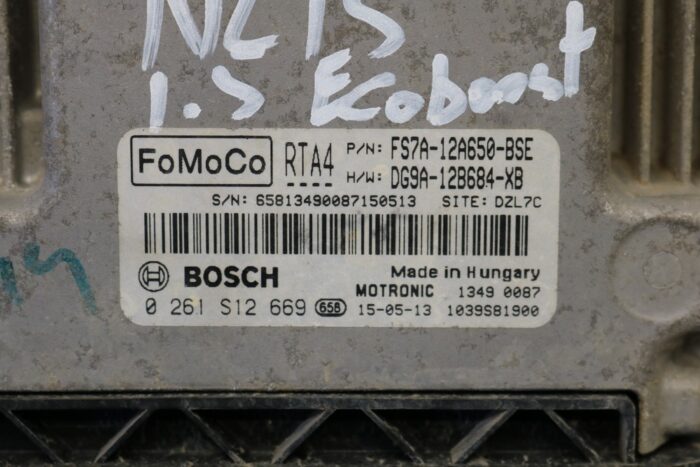 1.5 Ecoboost
FoMoCo RTA4 P/N: FS7A-12A650-BSE
H/W: DG9A-12B684-XB
S/N: 65813490087150513 SITE: DZL7C
BOSCH Made in Hungary
MOTRONIC 1349 0087
0 261 S12 669 658 15-05-13 1039S81900